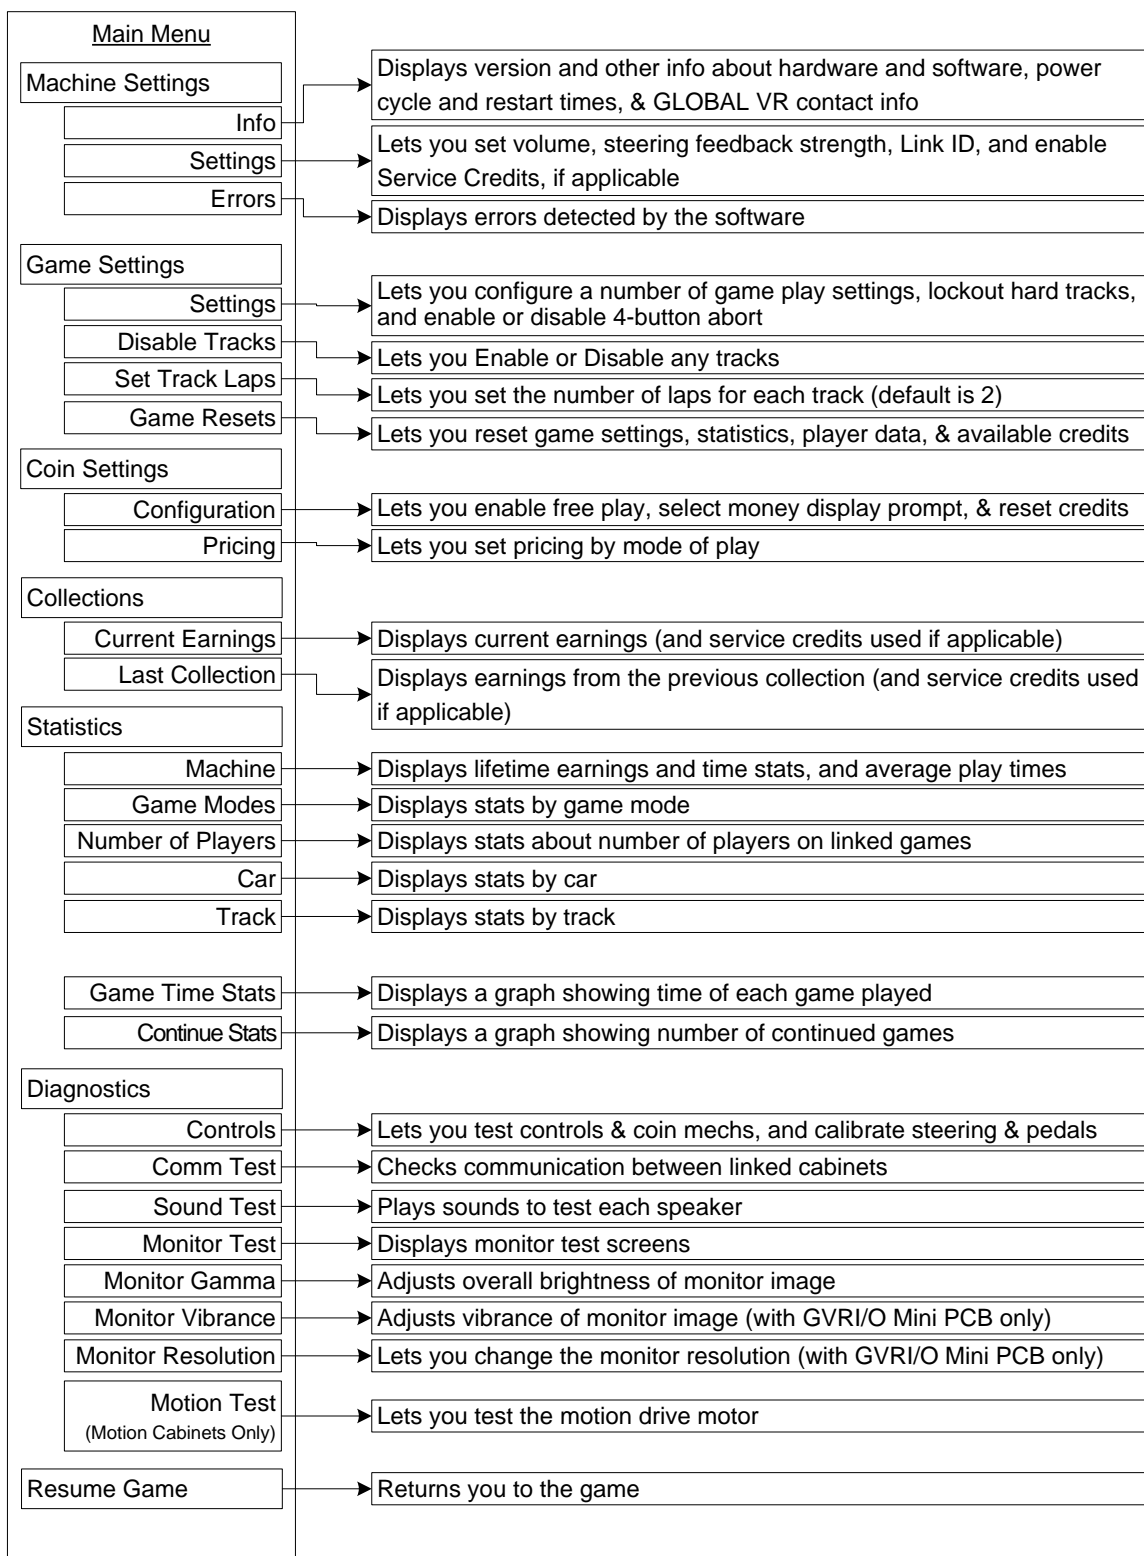 Main Menu
Machine Settings
Info
Displays version and other info about hardware and software, power
cycle and restart times, & GLOBAL VR contact info
Settings
Lets you set volume, steering feedback strength, Link ID, and enable
Service Credits, if applicable
Errors
Displays errors detected by the software
Game Settings
Settings
Lets you configure a number of game play settings, lockout hard tracks,
and enable or disable 4-button abort
Disable Tracks
Lets you Enable or Disable any tracks
Set Track Laps
Lets you set the number of laps for each track (default is 2)
Game Resets
Lets you reset game settings, statistics, player data, & available credits
Coin Settings
Configuration
Lets you enable free play, select money display prompt, & reset credits
Pricing
Lets you set pricing by mode of play
Collections
Current Earnings
Displays current earnings (and service credits used if applicable)
Last Collection
Displays earnings from the previous collection (and service credits used
if applicable)
Statistics
Machine
Displays lifetime earnings and time stats, and average play times
Game Modes
Displays stats by game mode
Number of Players
Displays stats about number of players on linked games
Car
Displays stats by car
Track
Displays stats by track
Game Time Stats
Displays a graph showing time of each game played
Continue Stats
Displays a graph showing number of continued games
Diagnostics
Controls
Lets you test controls & coin mechs, and calibrate steering & pedals
Comm Test
Checks communication between linked cabinets
Sound Test
Plays sounds to test each speaker
Monitor Test
Displays monitor test screens
Monitor Gamma
Adjusts overall brightness of monitor image
Monitor Vibrance
Adjusts vibrance of monitor image (with GVRI/O Mini PCB only)
Monitor Resolution
Lets you change the monitor resolution (with GVRI/O Mini PCB only)
Motion Test
(Motion Cabinets Only)
Lets you test the motion drive motor
Resume Game
Returns you to the game